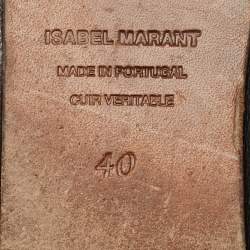 ISABEL MARANT
MADE IN PORTUGAL
CUIR VERITABLE
40